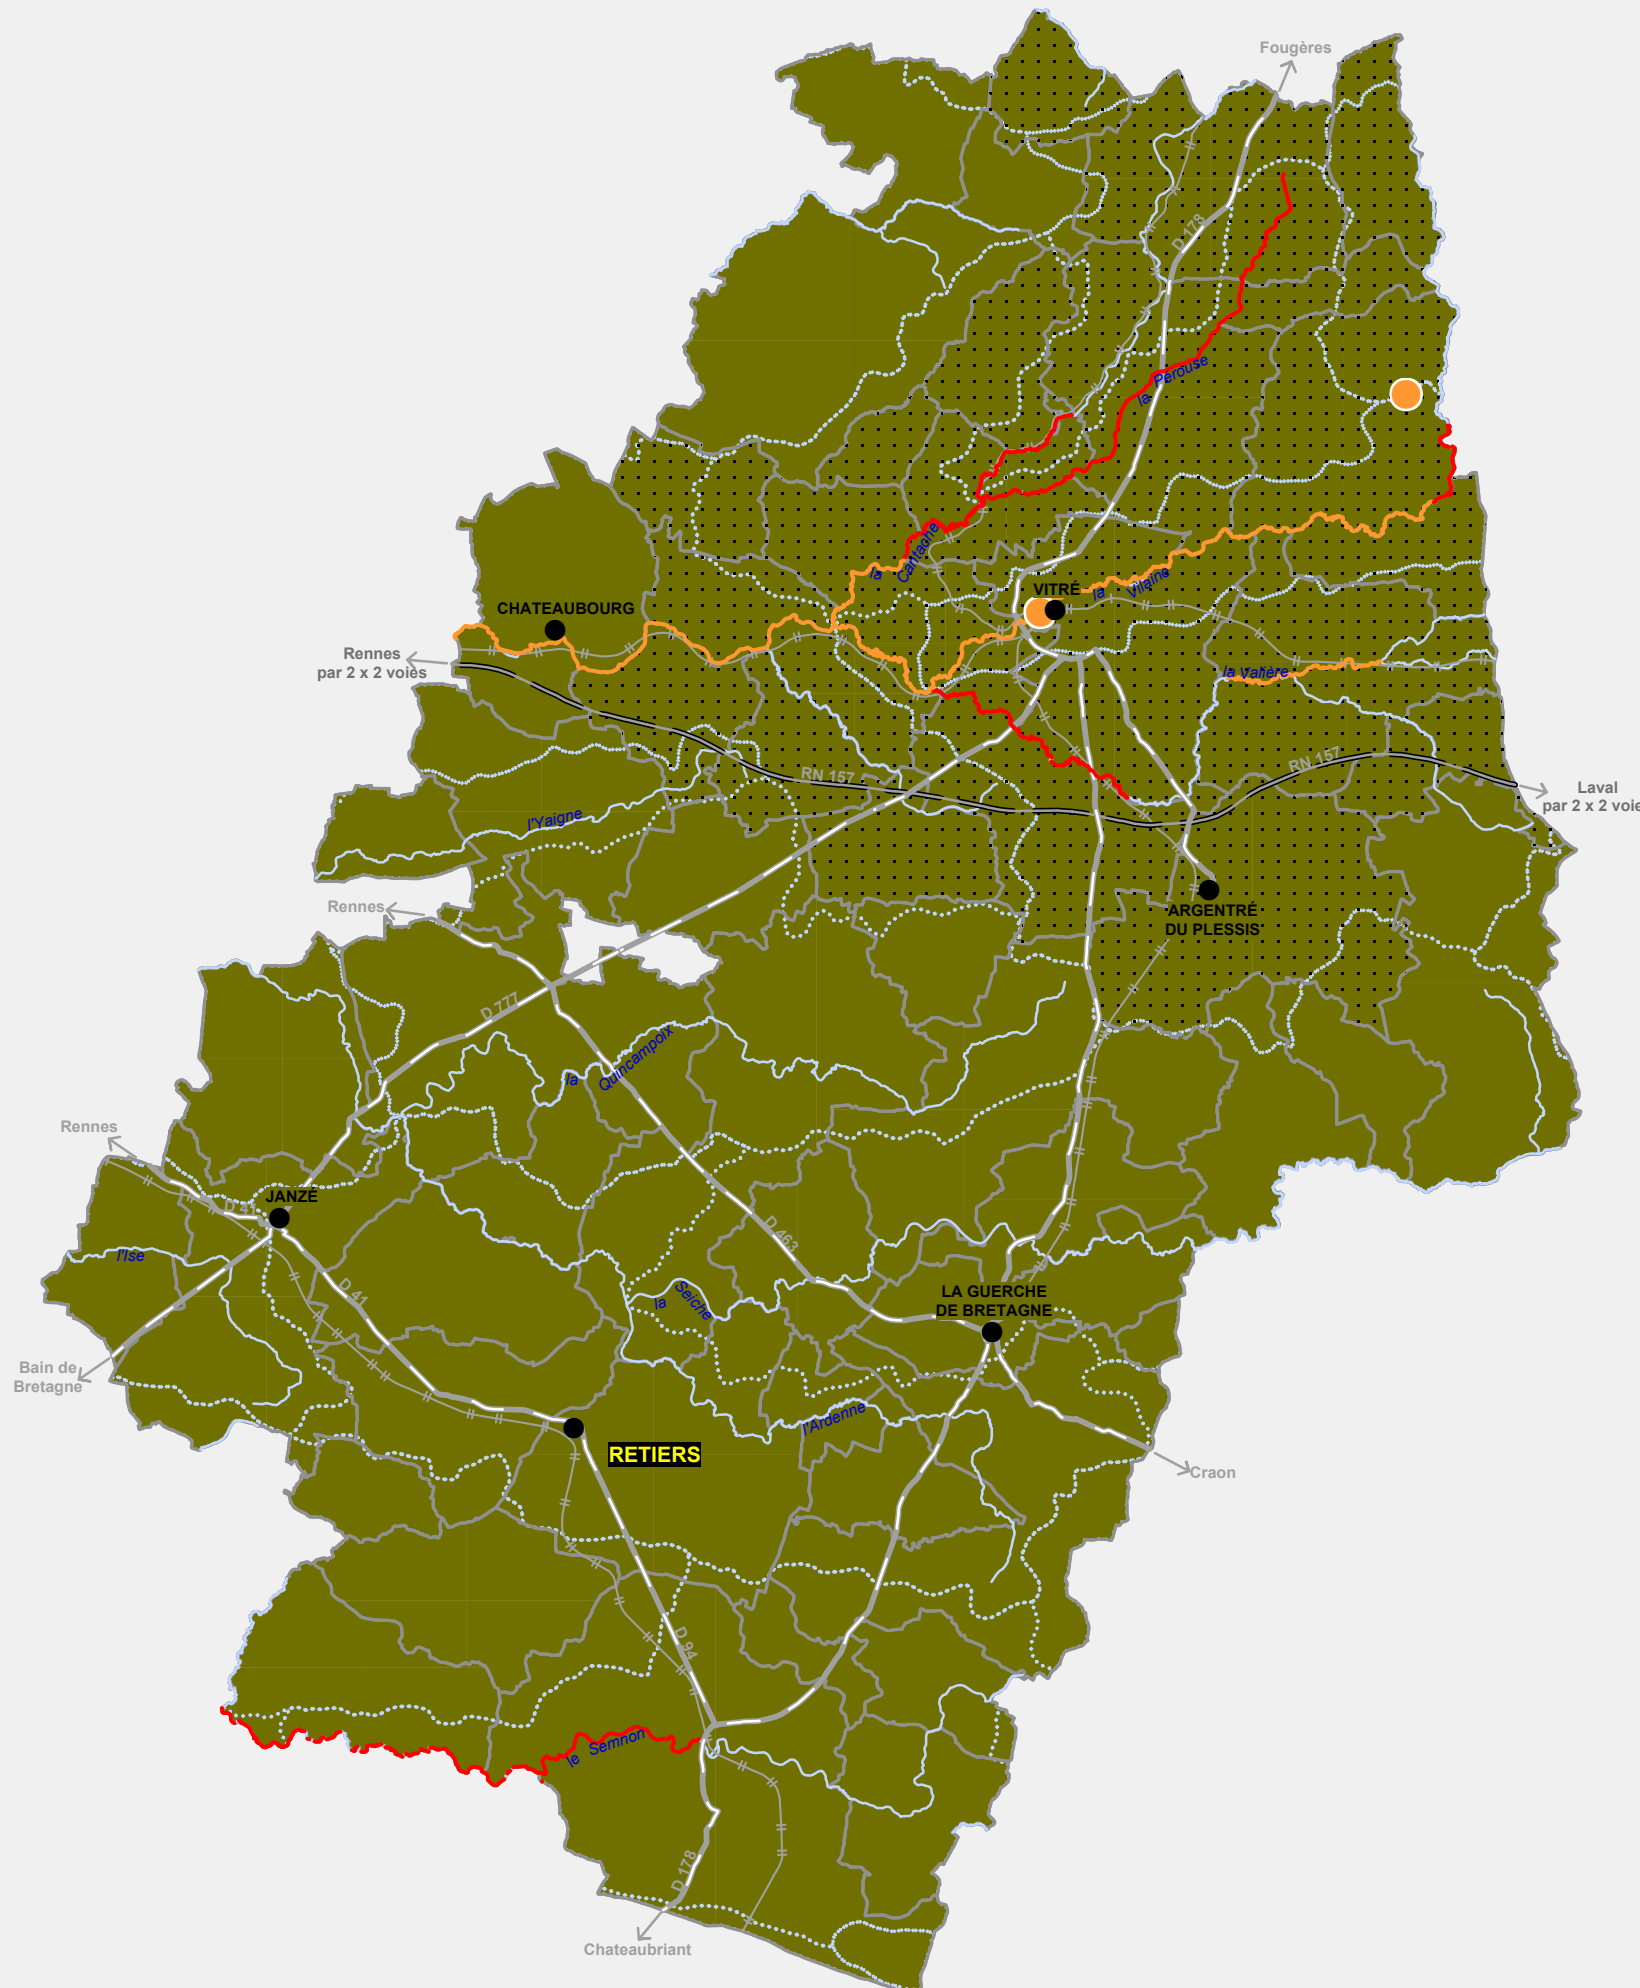 Fougères
D 178
la Pérouse
la Cantache
VITRÉ
la Vilaine
CHATEAUBOURG
Rennes
par 2 x 2 voies
la Valière
RN 157
RN 157
Laval
par 2 x 2 voie
l'Yaigne
Rennes
ARGENTRÉ
DU PLESSIS
D 777
la Quincampoix
Rennes
JANZÉ
D 41
l'Ise
D 463
D 41
la Seiche
LA GUERCHE
DE BRETAGNE
Bain de
Bretagne
l'Ardenne
RETIERS
Craon
D 94
le Semnon
D 178
Chateaubriant